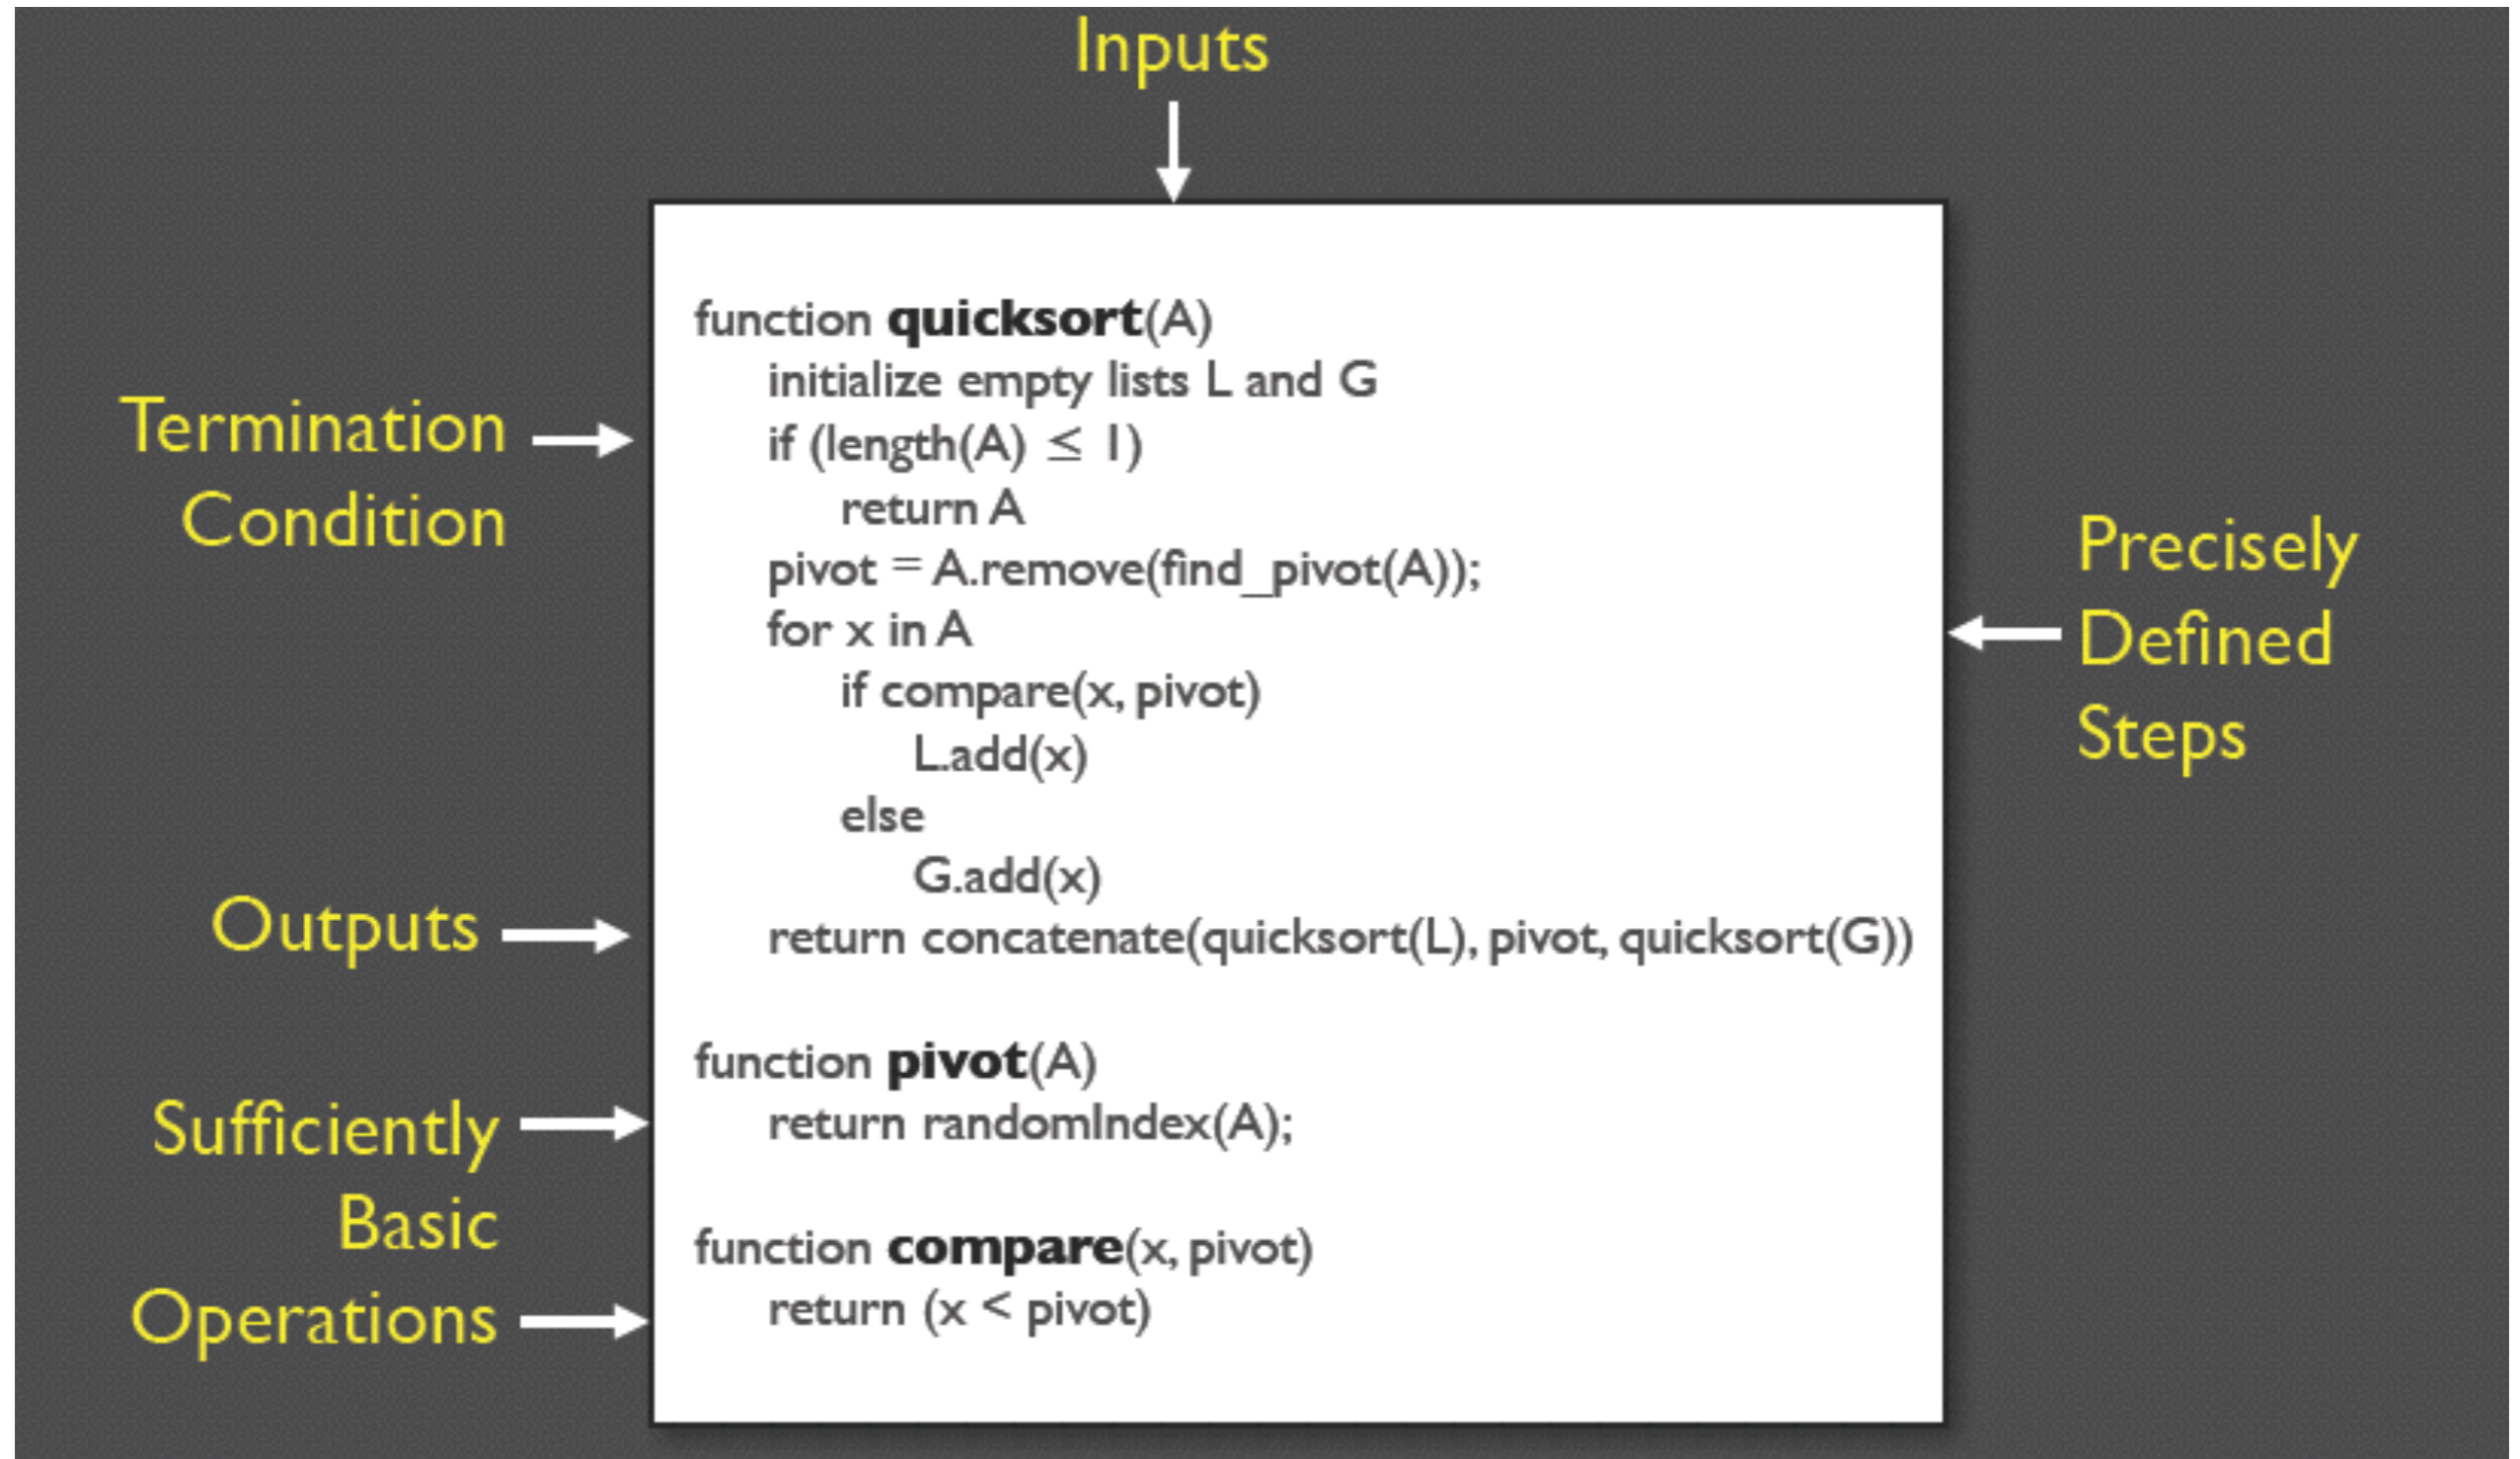 Inputs
function quicksort(A)
initialize empty lists L and G
if (length(A) ≤ 1)
return A
pivot = A.remove(find_pivot(A));
for x in A
if compare(x, pivot)
L.add(x)
else
G.add(x)
return concatenate(quicksort(L), pivot, quicksort(G))
function pivot(A)
return randomIndex(A);
function compare(x, pivot)
return (x < pivot)
Termination
Condition
Outputs
Sufficiently
Basic
Operations
Precisely
Defined
Steps